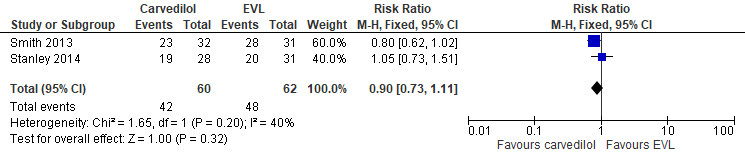 Carvedilol EVL Risk Ratio Risk Ratio
Study or Subgroup Events Total Events Total Weight M-H, Fixed, 95% CI M-H, Fixed, 95% CI
Smith 2013 23 32 28 31 60.0% 0.80 [0.62, 1.02]
Stanley 2014 19 28 20 31 40.0% 1.05 [0.73, 1.51]
Total (95% CI) 60 62 100.0% 0.90 [0.73, 1.11]
Total events 42 48
Heterogeneity: Chi² = 1.65, df = 1 (P = 0.20); I² = 40%
Test for overall effect: Z = 1.00 (P = 0.32)
0.01 0.1 1 10 100
Favours carvedilol Favours EVL